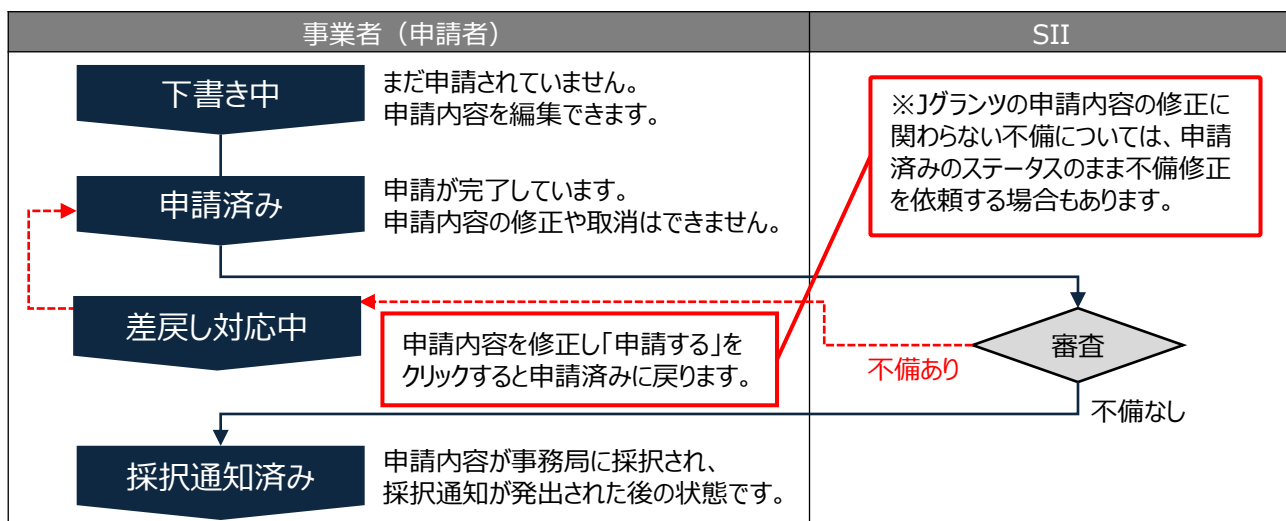 事業者（申請者）
SII
下書き中
まだ申請されていません。
申請内容を編集できます。
※Jグランツの申請内容の修正に
関わらない不備については、申請
済みのステータスのまま不備修正
を依頼する場合もあります。
申請済み
申請が完了しています。
申請内容の修正や取消はできません。
差戻し対応中
申請内容を修正し「申請する」を
クリックすると申請済みに戻ります。
審査
不備あり
不備なし
採択通知済み
申請内容が事務局に採択され、
採択通知が発出された後の状態です。